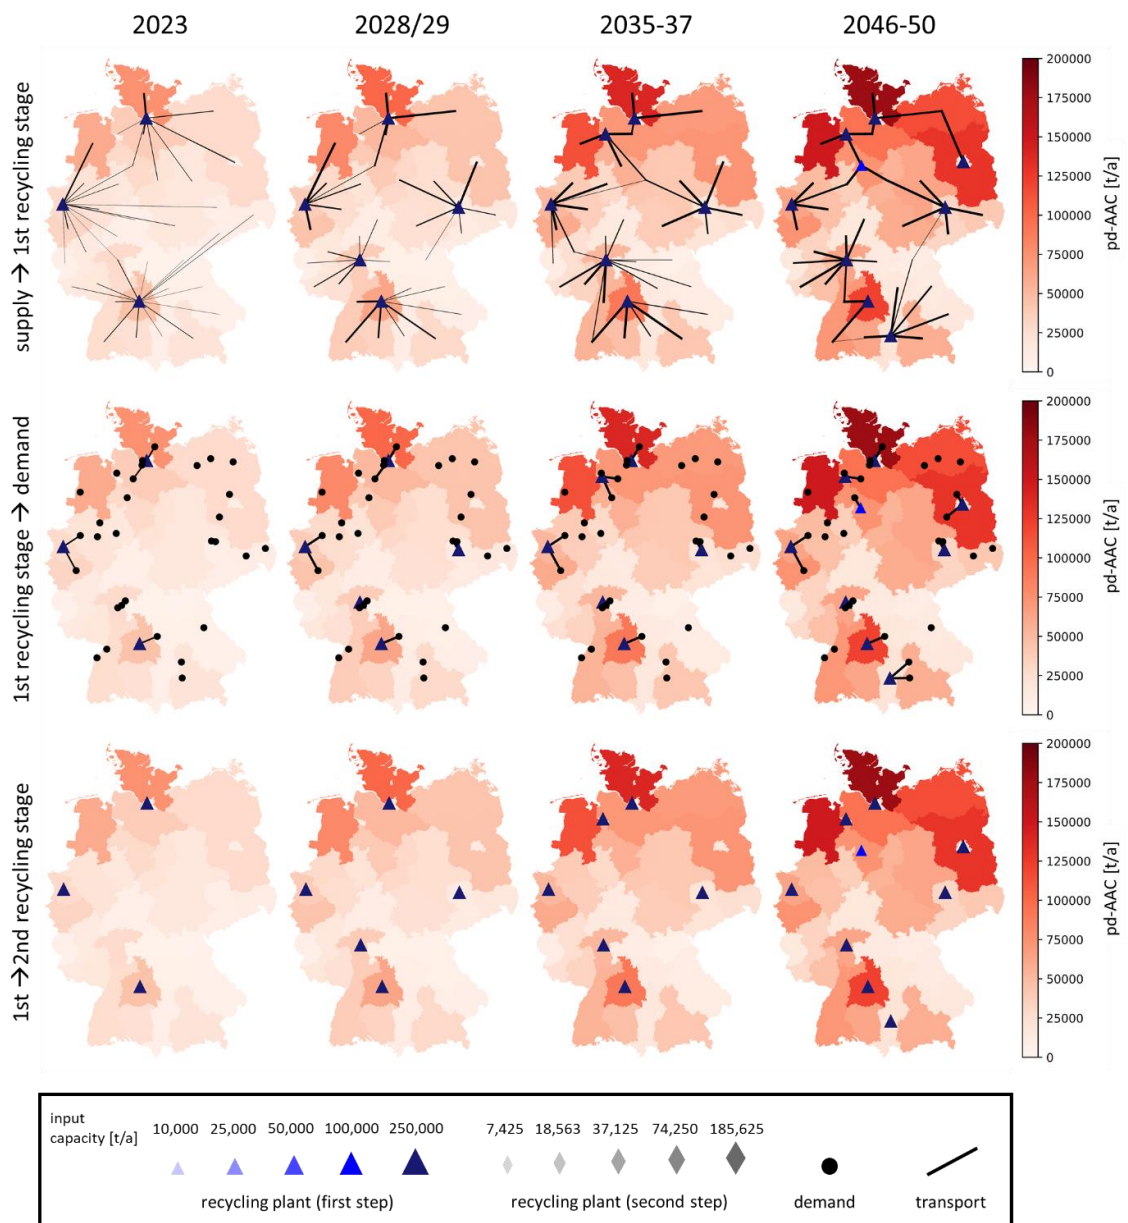 2023 2028/29 2035-37 2046-50
supply → 1st recycling stage
200000
175000
150000
125000
100000
75000
50000
25000
0
pd-AAC [t/a]
1st recycling stage → demand
200000
175000
150000
125000
100000
75000
50000
25000
0
pd-AAC [t/a]
1st → 2nd recycling stage
200000
175000
150000
125000
100000
75000
50000
25000
0
pd-AAC [t/a]
input
capacity [t/a] 10,000 25,000 50,000 100,000 250,000 7,425 18,563 37,125 74,250 185,625
recycling plant (first step) recycling plant (second step) demand transport